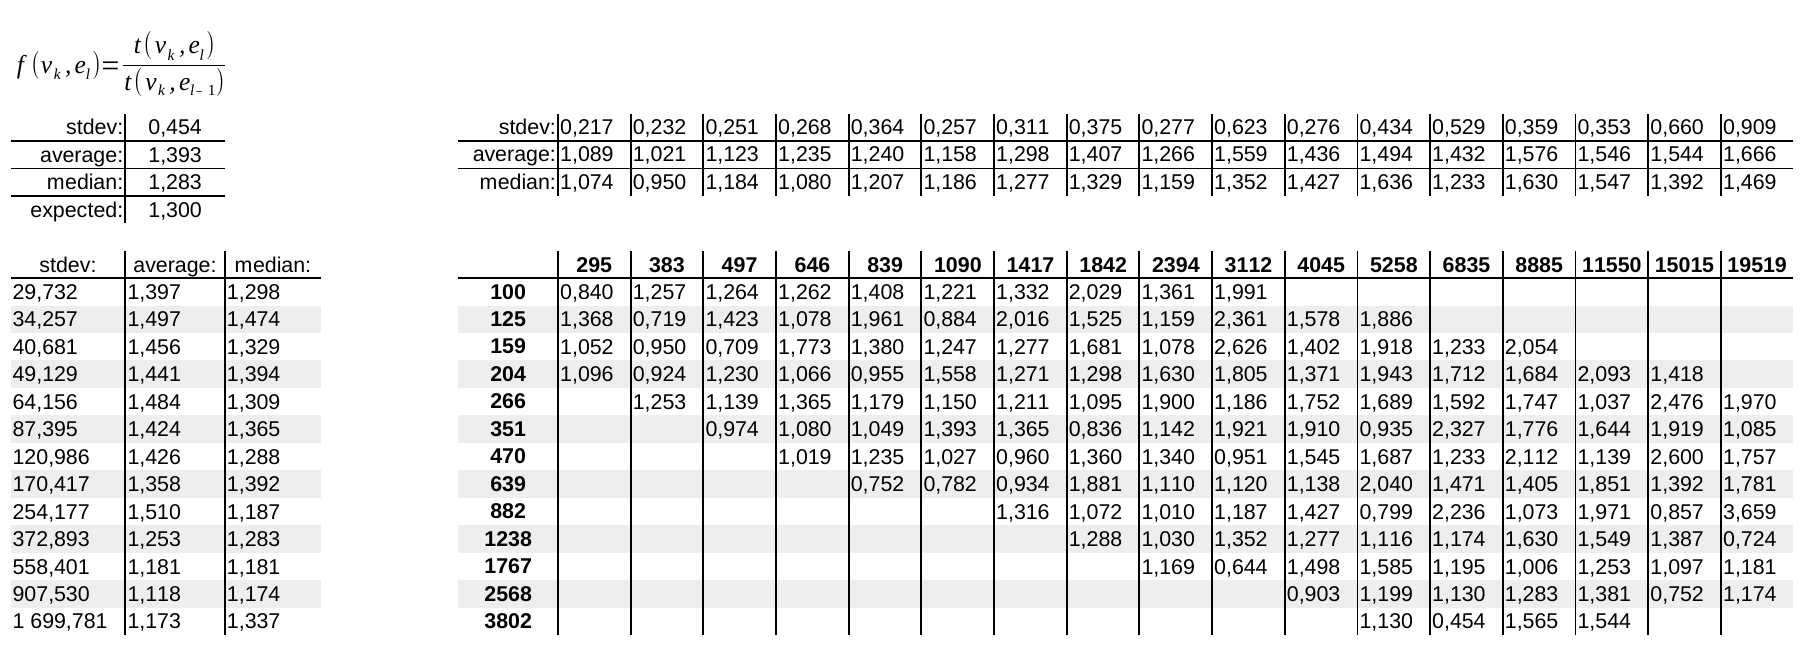 f(v_k, e_l) = t(v_k, e_l) / t(v_k, e_{l−1})
stdev: 0,454 stdev: 0,217 0,232 0,251 0,268 0,364 0,257 0,311 0,375 0,277 0,623 0,276 0,434 0,529 0,359 0,353 0,660 0,909
average: 1,393 average: 1,089 1,021 1,123 1,235 1,240 1,158 1,298 1,407 1,266 1,559 1,436 1,494 1,432 1,576 1,546 1,544 1,666
median: 1,283 median: 1,074 0,950 1,184 1,080 1,207 1,186 1,277 1,329 1,159 1,352 1,427 1,636 1,233 1,630 1,547 1,392 1,469
expected: 1,300
stdev: average: median: 295 383 497 646 839 1090 1417 1842 2394 3112 4045 5258 6835 8885 11550 15015 19519
29,732 1,397 1,298 100 0,840 1,257 1,264 1,262 1,408 1,221 1,332 2,029 1,361 1,991
34,257 1,497 1,474 125 1,368 0,719 1,423 1,078 1,961 0,884 2,016 1,525 1,159 2,361 1,578 1,886
40,681 1,456 1,329 159 1,052 0,950 0,709 1,773 1,380 1,247 1,277 1,681 1,078 2,626 1,402 1,918 1,233 2,054
49,129 1,441 1,394 204 1,096 0,924 1,230 1,066 0,955 1,558 1,271 1,298 1,630 1,805 1,371 1,943 1,712 1,684 2,093 1,418
64,156 1,484 1,309 266 1,253 1,139 1,365 1,179 1,150 1,211 1,095 1,900 1,186 1,752 1,689 1,592 1,747 1,037 2,476 1,970
87,395 1,424 1,365 351 0,974 1,080 1,049 1,393 1,365 0,836 1,142 1,921 1,910 0,935 2,327 1,776 1,644 1,919 1,085
120,986 1,426 1,288 470 1,019 1,235 1,027 0,960 1,360 1,340 0,951 1,545 1,687 1,233 2,112 1,139 2,600 1,757
170,417 1,358 1,392 639 0,752 0,782 0,934 1,881 1,110 1,120 1,138 2,040 1,471 1,405 1,851 1,392 1,781
254,177 1,510 1,187 882 1,316 1,072 1,010 1,187 1,427 0,799 2,236 1,073 1,971 0,857 3,659
372,893 1,253 1,283 1238 1,288 1,030 1,352 1,277 1,116 1,174 1,630 1,549 1,387 0,724
558,401 1,181 1,181 1767 1,169 0,644 1,498 1,585 1,195 1,006 1,253 1,097 1,181
907,530 1,118 1,174 2568 0,903 1,199 1,130 1,283 1,381 0,752 1,174
1 699,781 1,173 1,337 3802 1,130 0,454 1,565 1,544